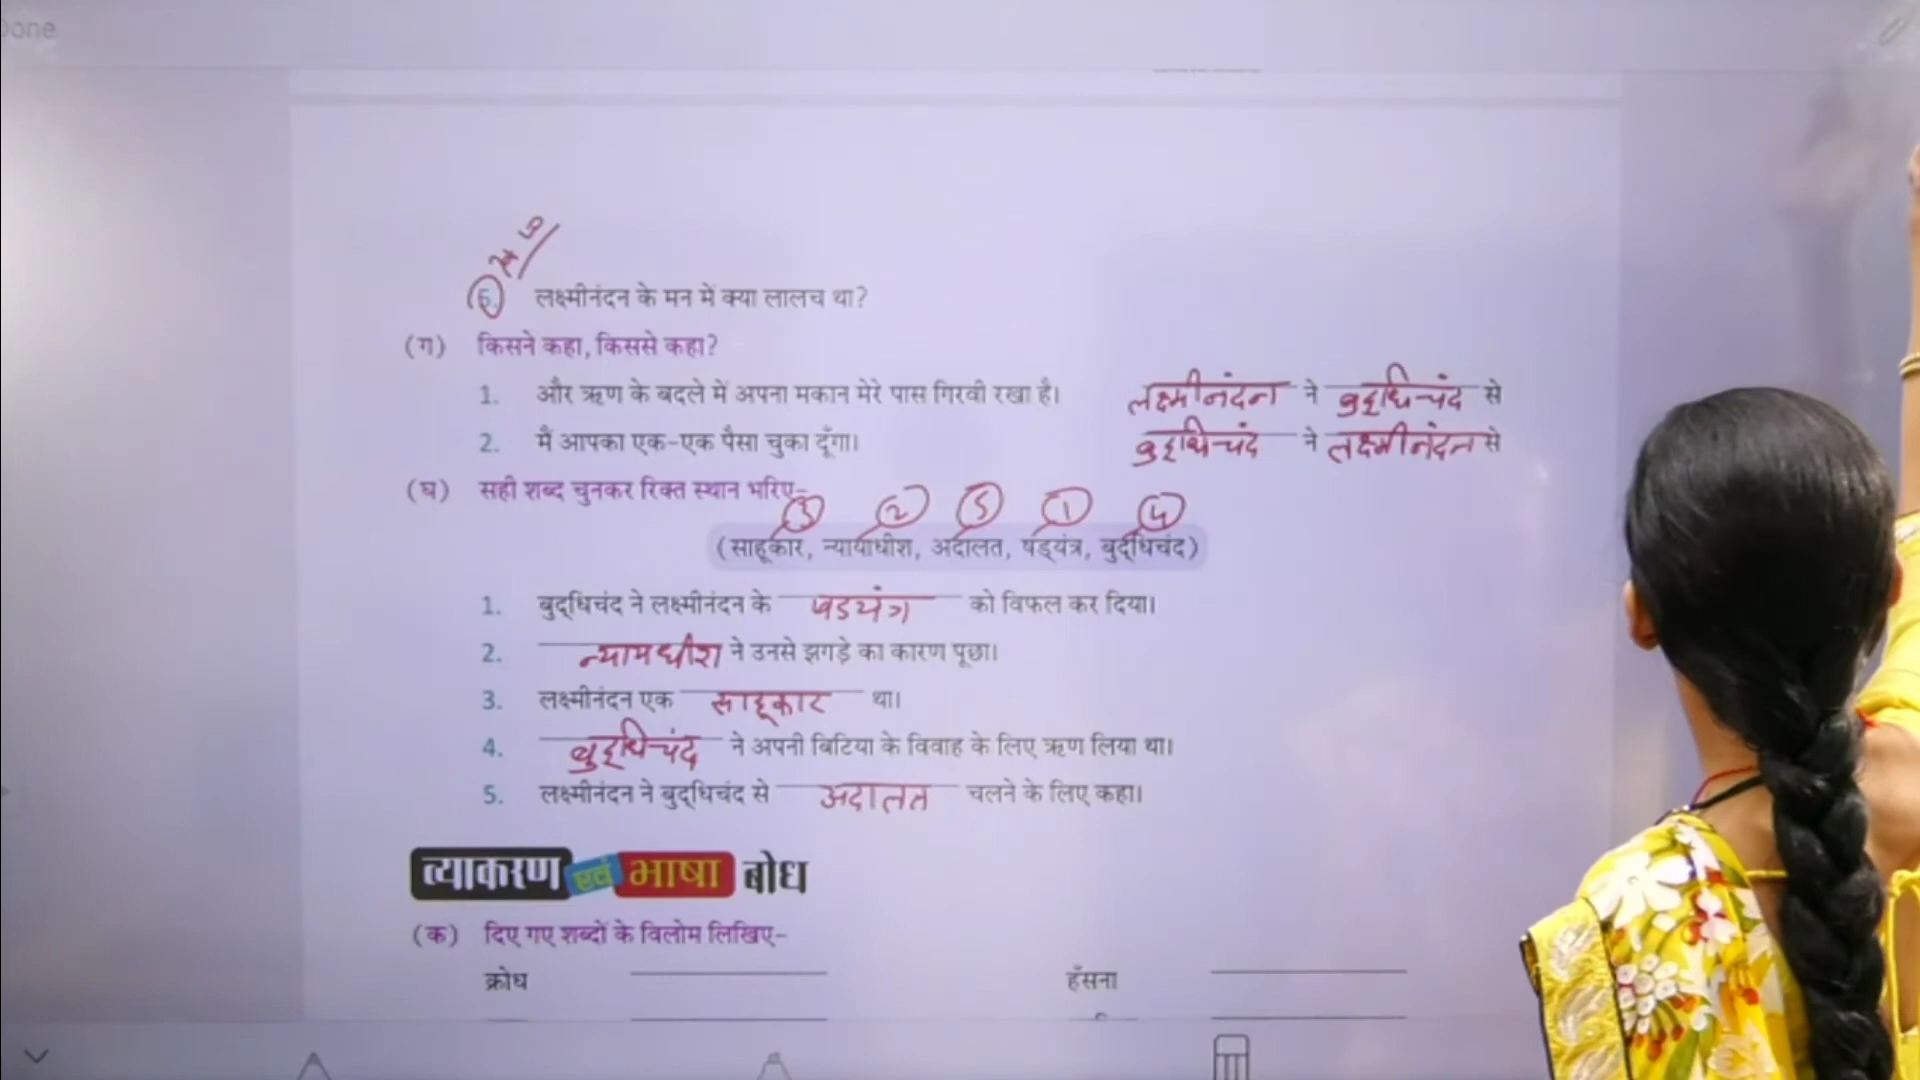 Done
6. लक्ष्मीनंदन के मन में क्या लालच था?
(ग) किसने कहा, किससे कहा?
1. और ऋण के बदले में अपना मकान मेरे पास गिरवी रखा है। लक्ष्मीनंदन ने बुद्धिचंद से
2. मैं आपका एक-एक पैसा चुका दूँगा। बुद्धिचंद ने लक्ष्मीनंदन से
(घ) सही शब्द चुनकर रिक्त स्थान भरिए-
3 2 5 1 4
(साहूकार, न्यायाधीश, अदालत, षड्यंत्र, बुद्धिचंद)
1. बुद्धिचंद ने लक्ष्मीनंदन के षडयंत्र को विफल कर दिया।
2. न्यायधीश ने उनसे झगड़े का कारण पूछा।
3. लक्ष्मीनंदन एक साहूकार था।
4. बुद्धिचंद ने अपनी बिटिया के विवाह के लिए ऋण लिया था।
5. लक्ष्मीनंदन ने बुद्धिचंद से अदालत चलने के लिए कहा।
व्याकरण एवं भाषा बोध
(क) दिए गए शब्दों के विलोम लिखिए-
क्रोध हँसना